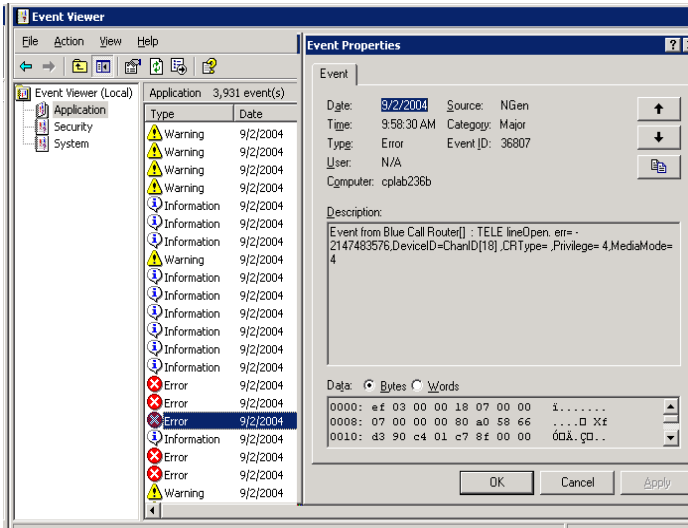 Event Viewer
File Action View Help
Event Viewer (Local)
Application
Security
System
Application 3,931 event(s)
Type Date
Warning 9/2/2004
Warning 9/2/2004
Warning 9/2/2004
Information 9/2/2004
Information 9/2/2004
Information 9/2/2004
Warning 9/2/2004
Information 9/2/2004
Information 9/2/2004
Information 9/2/2004
Information 9/2/2004
Information 9/2/2004
Information 9/2/2004
Error 9/2/2004
Error 9/2/2004
Error 9/2/2004
Information 9/2/2004
Error 9/2/2004
Error 9/2/2004
Warning 9/2/2004
Event Properties
Event
Date: 9/2/2004 Source: NGen
Time: 9:58:30 AM Category: Major
Type: Error Event ID: 36807
User: N/A
Computer: cplab236b
Description:
Event from Blue Call Router[] : TELE lineOpen. err= -
2147483576,DeviceID=ChanID[18] ,CRType= ,Privilege= 4,MediaMode=
4
Data: Bytes Words
0000: ef 03 00 00 18 07 00 00 ï.......
0008: 07 00 00 00 80 a0 58 66 ....□ Xf
0010: d3 90 c4 01 c7 8f 00 00 Ó□Ä.Ç□..
OK Cancel Apply